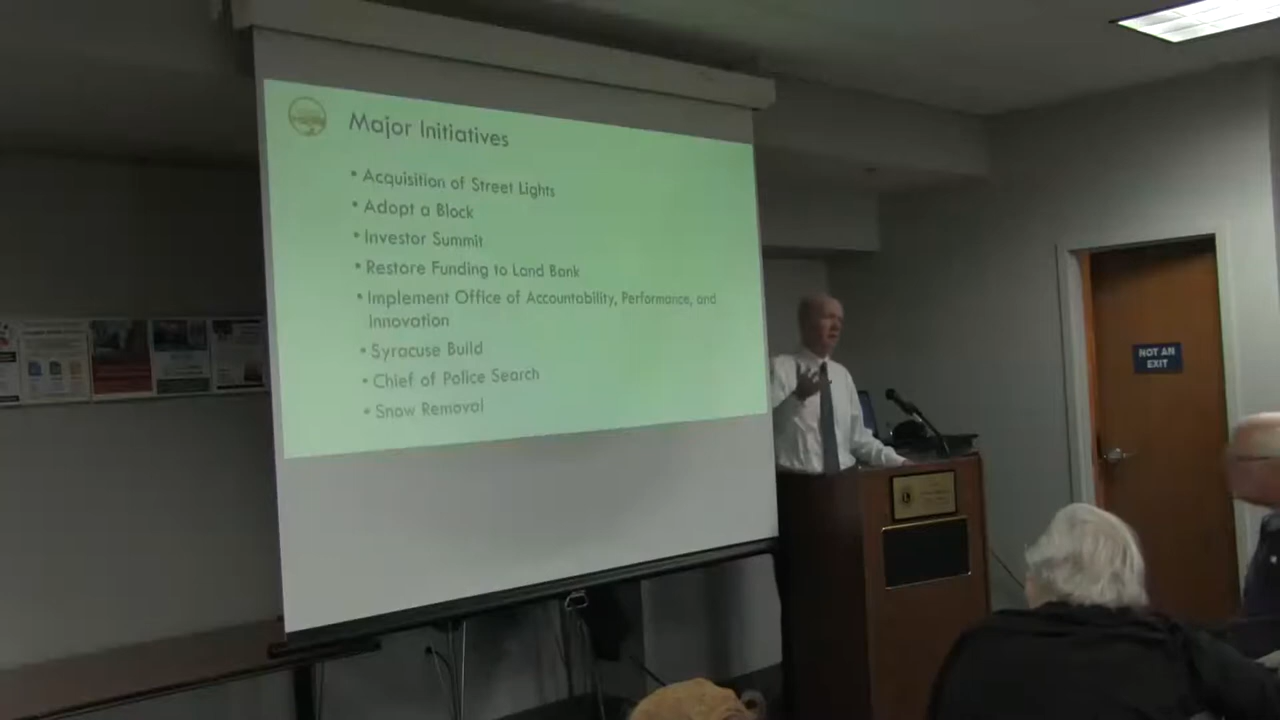 Major Initiatives
• Acquisition of Street Lights
• Adopt a Block
• Investor Summit
• Restore Funding to Land Bank
• Implement Office of Accountability, Performance, and
Innovation
• Syracuse Build
• Chief of Police Search
• Snow Removal
NOT AN
EXIT